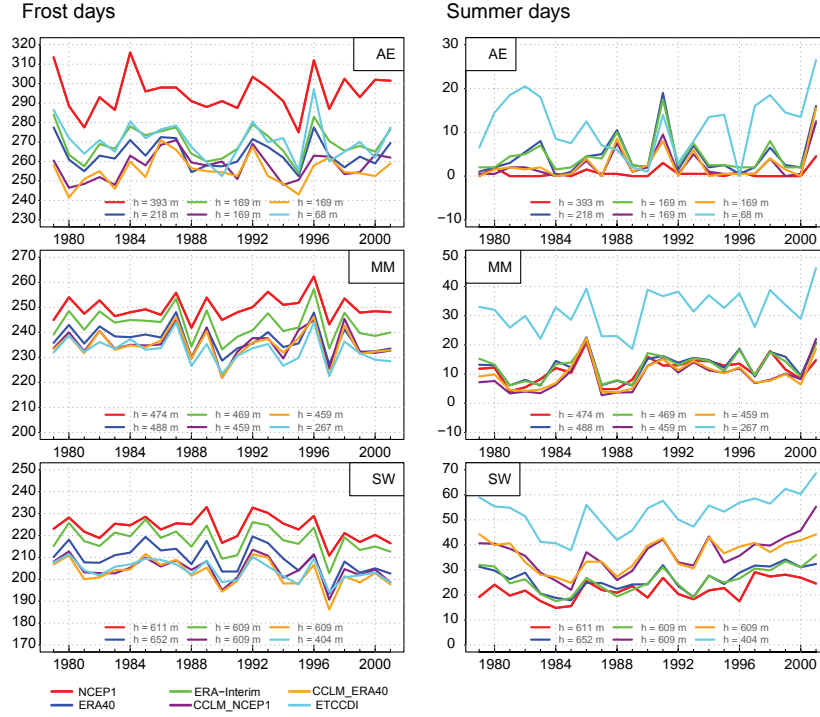 Frost days
Summer days
320
310
300
290
280
270
260
250
240
230
AE
h = 393 m h = 169 m h = 169 m
h = 218 m h = 169 m h = 68 m
1980 1984 1988 1992 1996 2000
30
20
10
0
−10
AE
h = 393 m h = 169 m h = 169 m
h = 218 m h = 169 m h = 68 m
1980 1984 1988 1992 1996 2000
270
260
250
240
230
220
210
200
MM
h = 474 m h = 469 m h = 459 m
h = 488 m h = 459 m h = 267 m
1980 1984 1988 1992 1996 2000
50
40
30
20
10
0
−10
MM
h = 474 m h = 469 m h = 459 m
h = 488 m h = 459 m h = 267 m
1980 1984 1988 1992 1996 2000
250
240
230
220
210
200
190
180
170
SW
h = 611 m h = 609 m h = 609 m
h = 652 m h = 609 m h = 404 m
1980 1984 1988 1992 1996 2000
70
60
50
40
30
20
10
0
SW
h = 611 m h = 609 m h = 609 m
h = 652 m h = 609 m h = 404 m
1980 1984 1988 1992 1996 2000
NCEP1 ERA−Interim CCLM_ERA40
ERA40 CCLM_NCEP1 ETCCDI